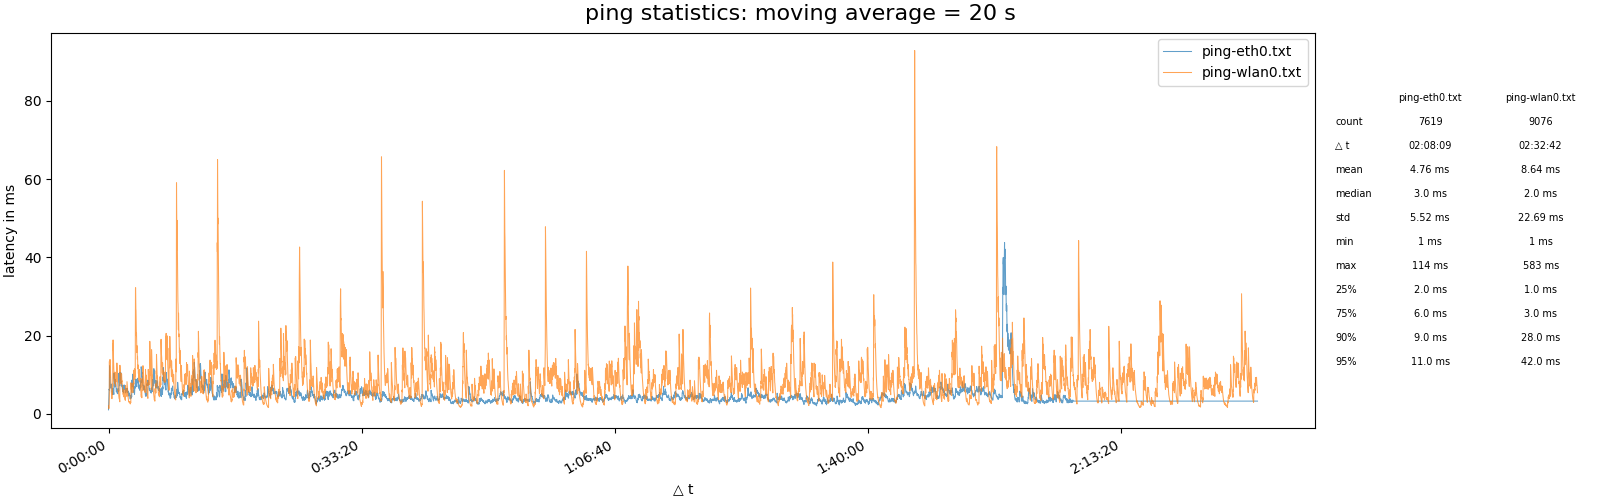 ping statistics: moving average = 20 s
latency in ms
80
60
40
20
0
0:00:00
0:33:20
1:06:40
1:40:00
2:13:20
△ t
ping-eth0.txt
ping-wlan0.txt
ping-eth0.txt ping-wlan0.txt
count 7619 9076
△ t 02:08:09 02:32:42
mean 4.76 ms 8.64 ms
median 3.0 ms 2.0 ms
std 5.52 ms 22.69 ms
min 1 ms 1 ms
max 114 ms 583 ms
25% 2.0 ms 1.0 ms
75% 6.0 ms 3.0 ms
90% 9.0 ms 28.0 ms
95% 11.0 ms 42.0 ms